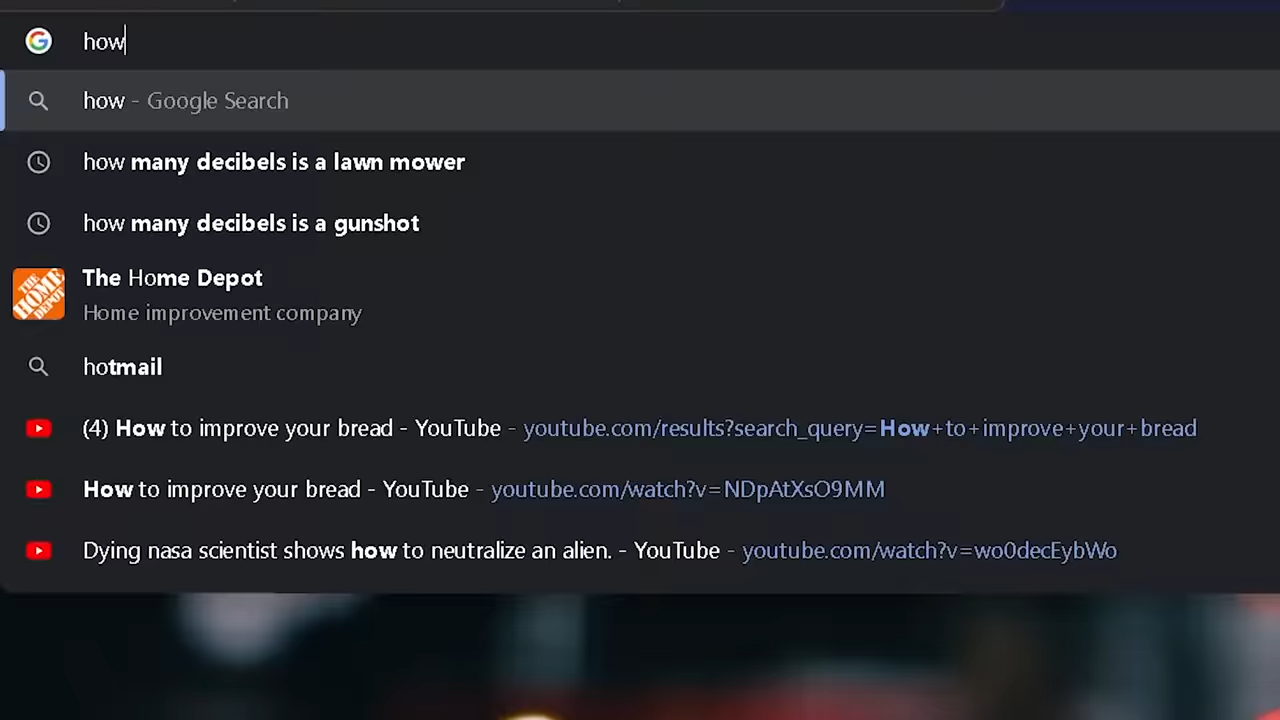 how
how - Google Search
how many decibels is a lawn mower
how many decibels is a gunshot
THE HOME DEPOT
The Home Depot
Home improvement company
hotmail
(4) How to improve your bread - YouTube - youtube.com/results?search_query=How+to+improve+your+bread
How to improve your bread - YouTube - youtube.com/watch?v=NDpAtXsO9MM
Dying nasa scientist shows how to neutralize an alien. - YouTube - youtube.com/watch?v=wo0decEybWo